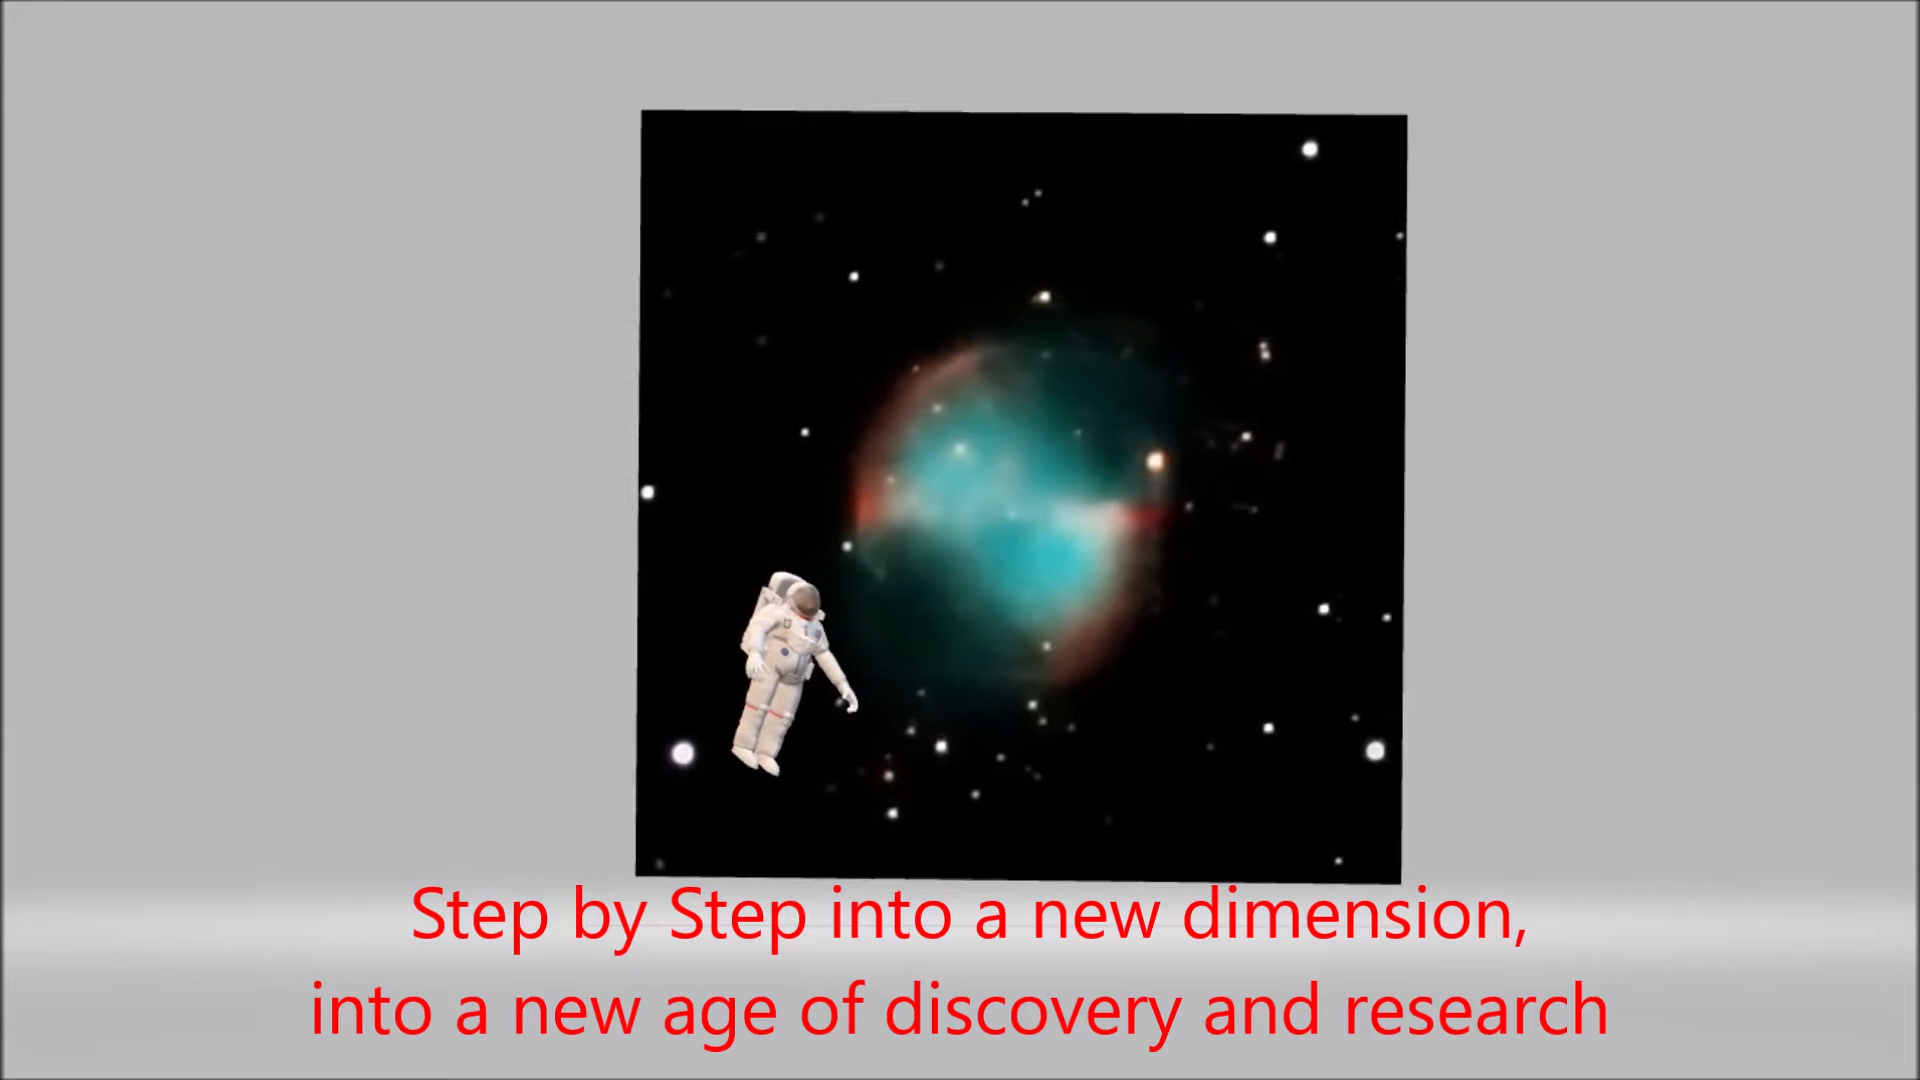 Step by Step into a new dimension,
into a new age of discovery and research